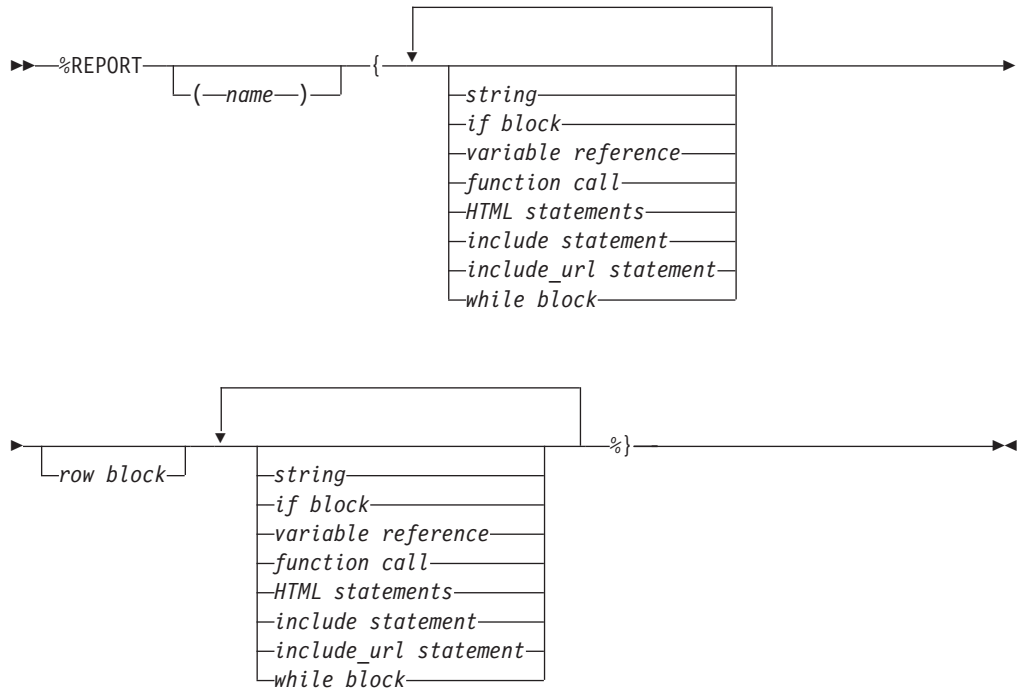 %REPORT ( name ) {
string
if block
variable reference
function call
HTML statements
include statement
include_url statement
while block
row block %}
string
if block
variable reference
function call
HTML statements
include statement
include_url statement
while block